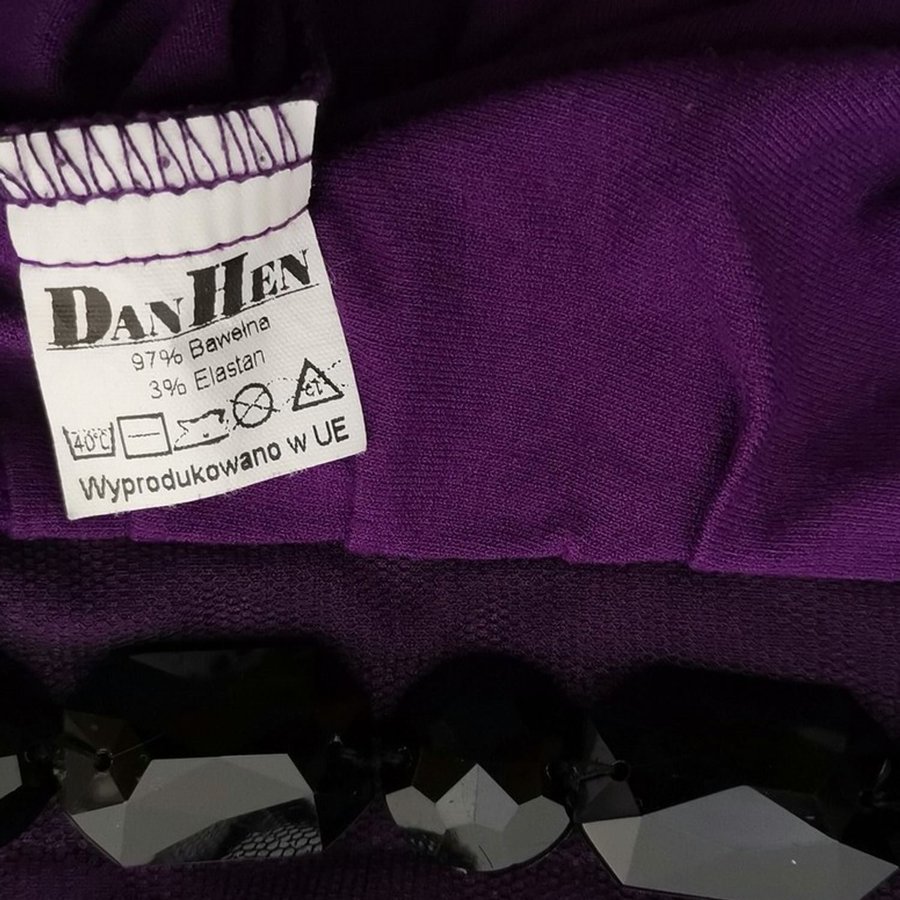 DANHEN
97% Bawełna
3% Elastan
40°C
Wyprodukowano w UE